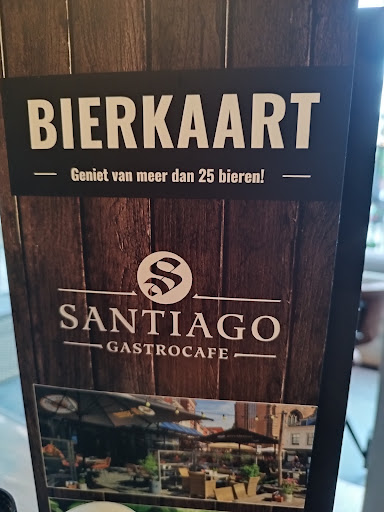 BIERKAART
Geniet van meer dan 25 bieren!
S
SANTIAGO
GASTROCAFE